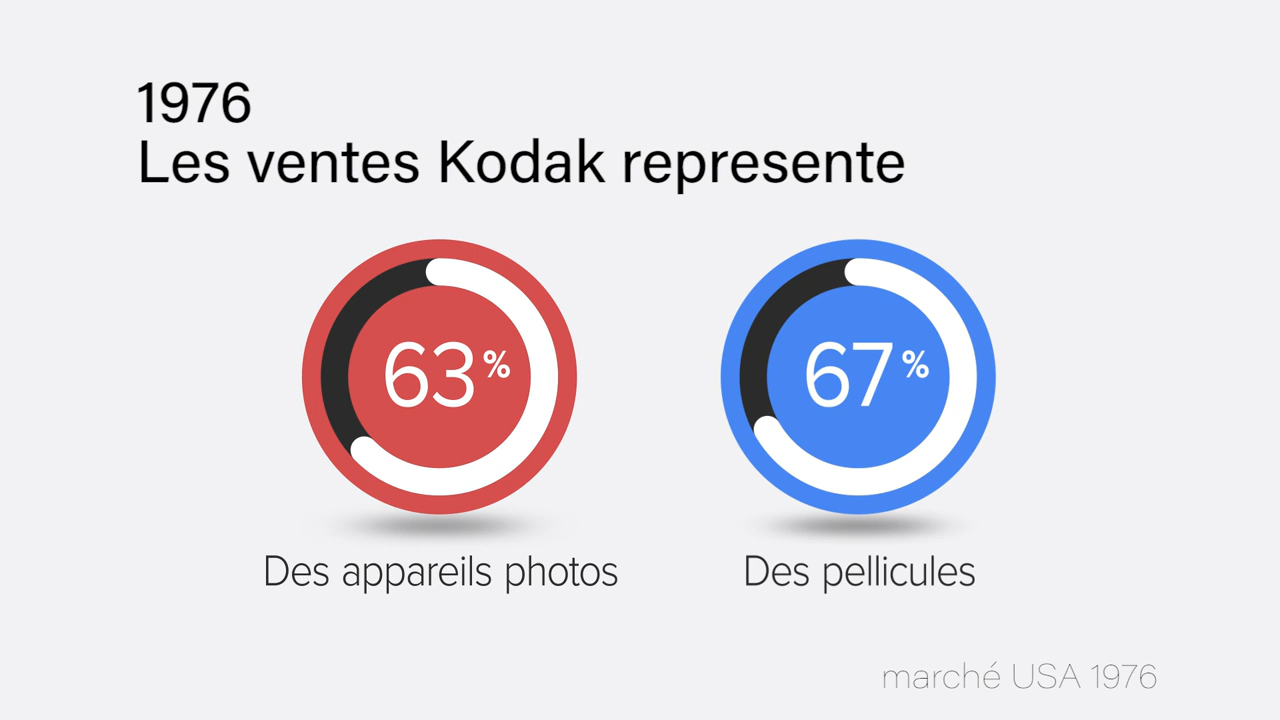 1976
Les ventes Kodak represente
63%
67%
Des appareils photos
Des pellicules
marché USA 1976